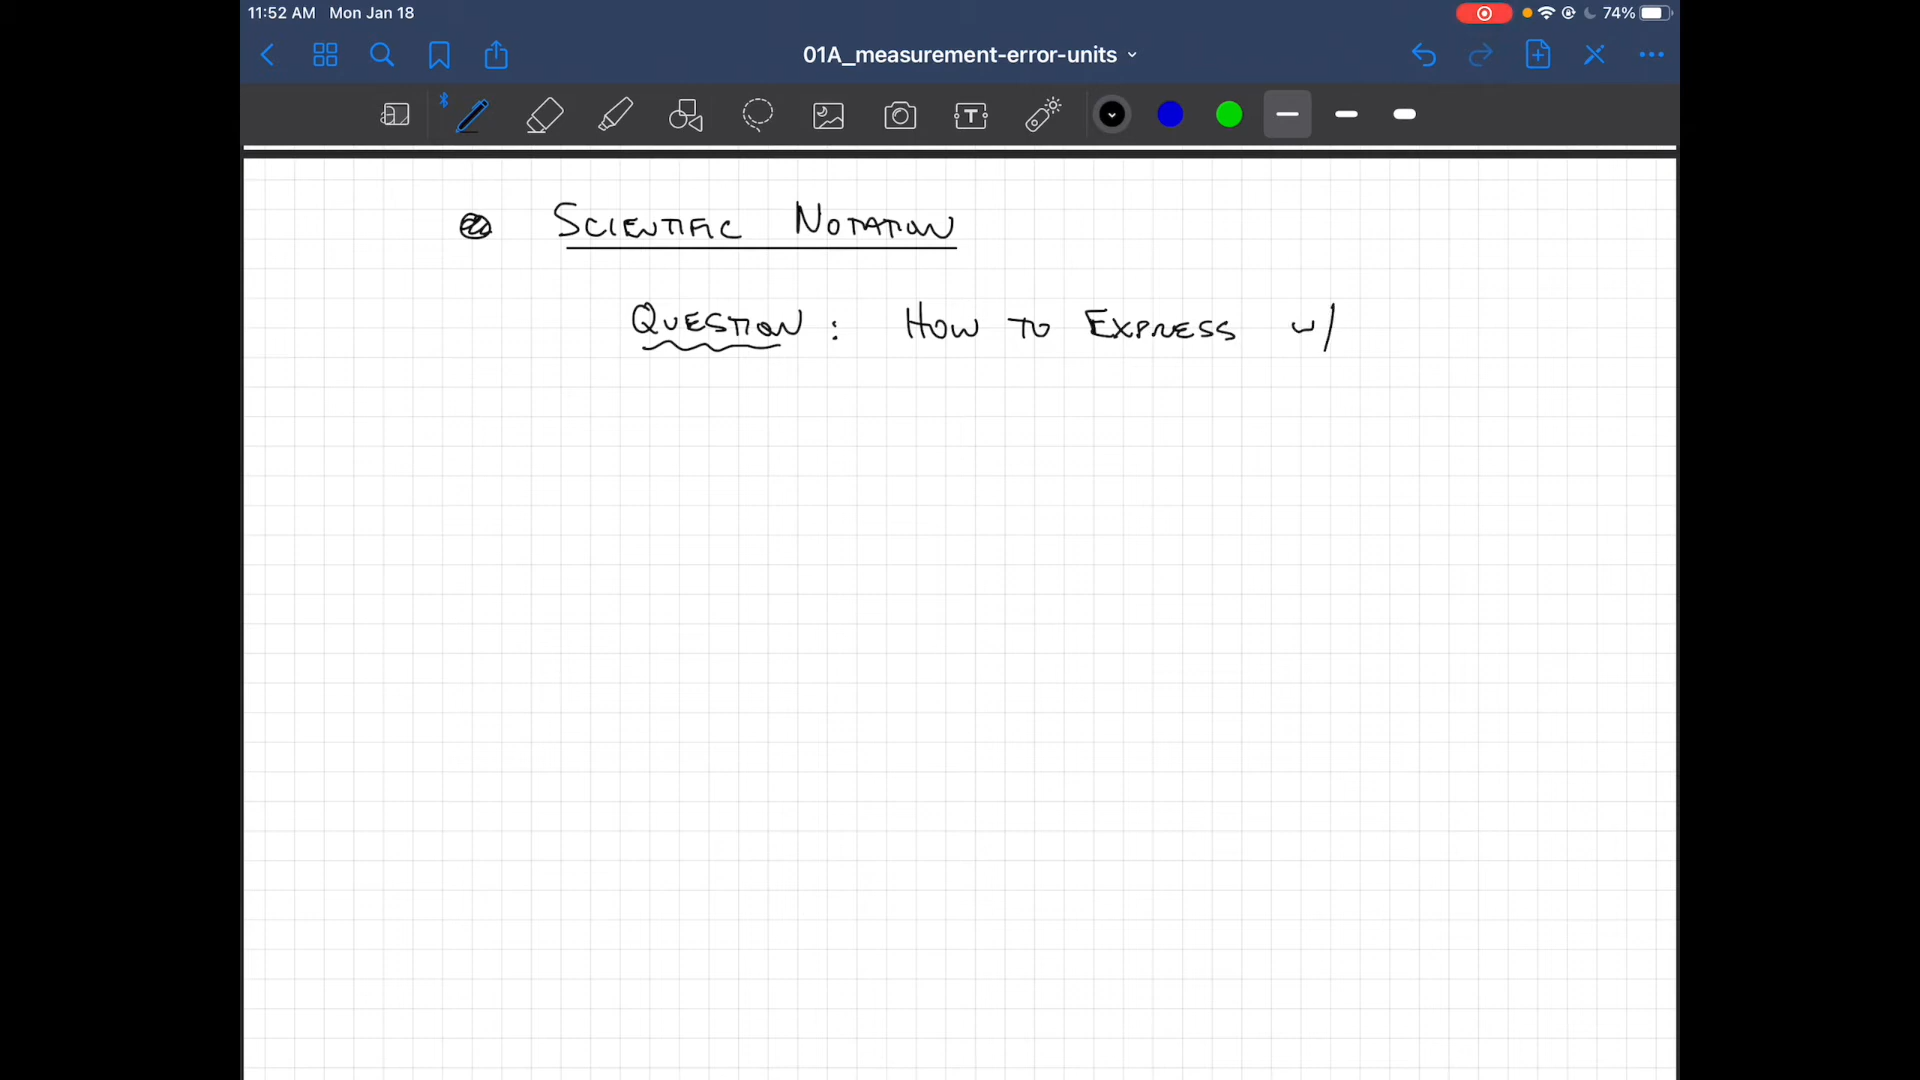 11:52 AM Mon Jan 18 74%
01A_measurement-error-units
T
SCIENTIFIC NOTATION
QUESTION : HOW TO EXPRESS w/